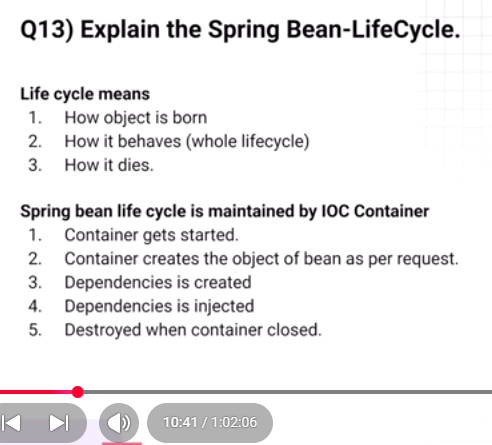 Q13) Explain the Spring Bean-LifeCycle.
Life cycle means
1. How object is born
2. How it behaves (whole lifecycle)
3. How it dies.
Spring bean life cycle is maintained by IOC Container
1. Container gets started.
2. Container creates the object of bean as per request.
3. Dependencies is created
4. Dependencies is injected
5. Destroyed when container closed.
10:41 / 1:02:06